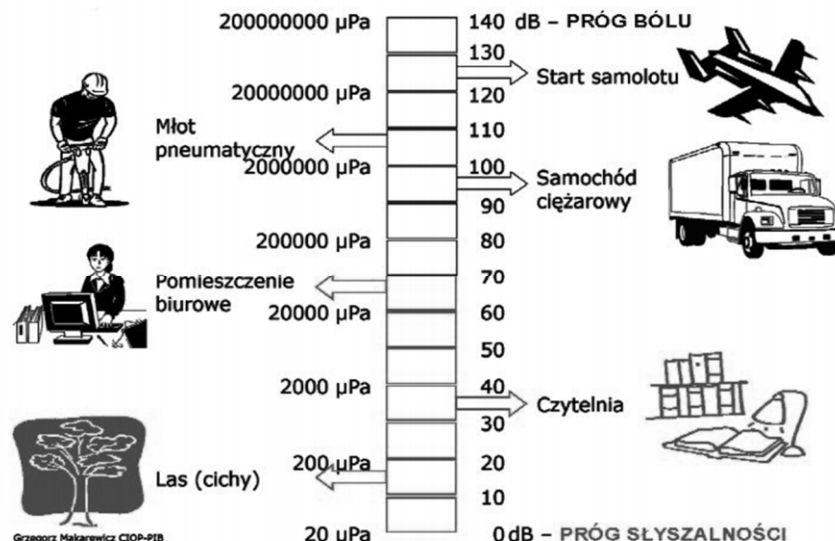 200000000 µPa
140 dB – PRÓG BÓLU
130
Start samolotu
20000000 µPa
120
Młot
pneumatyczny
110
2000000 µPa
100
Samochód
ciężarowy
90
200000 µPa
80
Pomieszczenie
biurowe
70
20000 µPa
60
50
2000 µPa
40
Czytelnia
30
200 µPa
20
Las (cichy)
10
Grzegorz Makarewicz CIOP-PIB
20 µPa
0 dB – PRÓG SŁYSZALNOŚCI